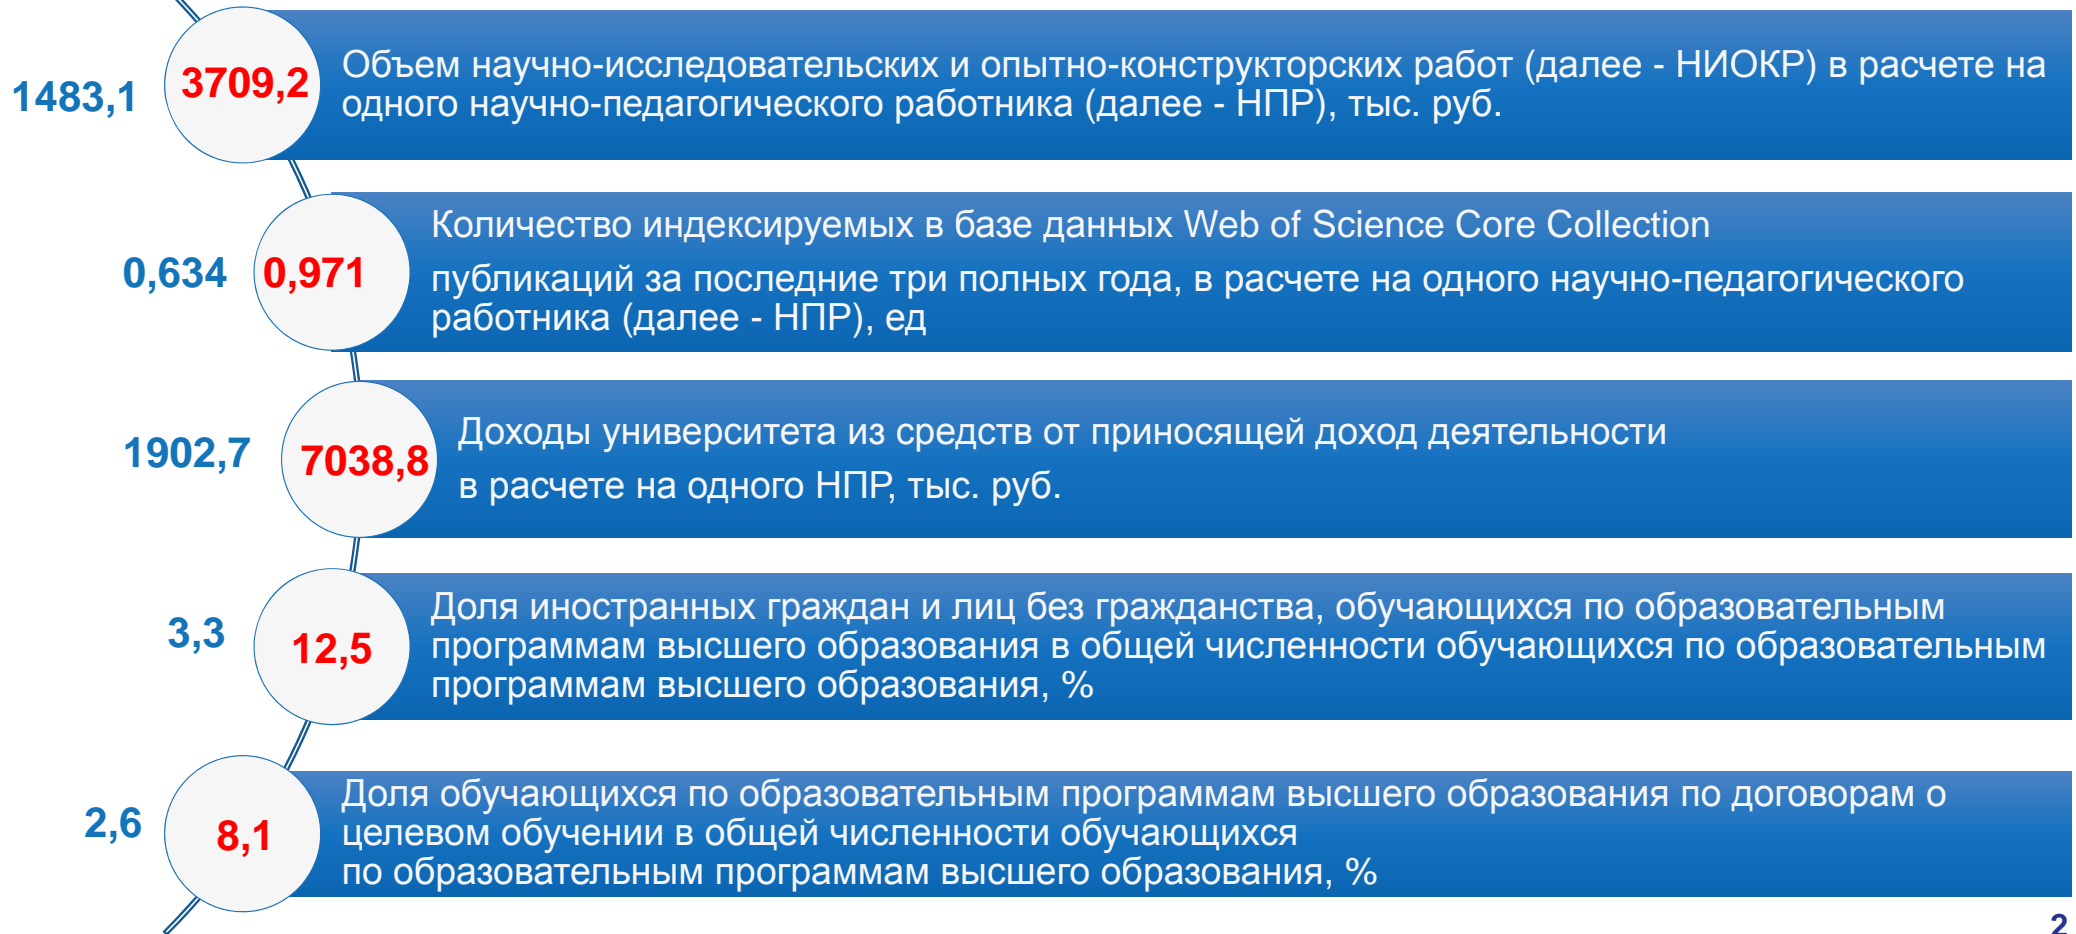 1483,1
3709,2
Объем научно-исследовательских и опытно-конструкторских работ (далее - НИОКР) в расчете на
одного научно-педагогического работника (далее - НПР), тыс. руб.
0,634
0,971
Количество индексируемых в базе данных Web of Science Core Collection
публикаций за последние три полных года, в расчете на одного научно-педагогического
работника (далее - НПР), ед
1902,7
7038,8
Доходы университета из средств от приносящей доход деятельности
в расчете на одного НПР, тыс. руб.
3,3
12,5
Доля иностранных граждан и лиц без гражданства, обучающихся по образовательным
программам высшего образования в общей численности обучающихся по образовательным
программам высшего образования, %
2,6
8,1
Доля обучающихся по образовательным программам высшего образования по договорам о
целевом обучении в общей численности обучающихся
по образовательным программам высшего образования, %
2